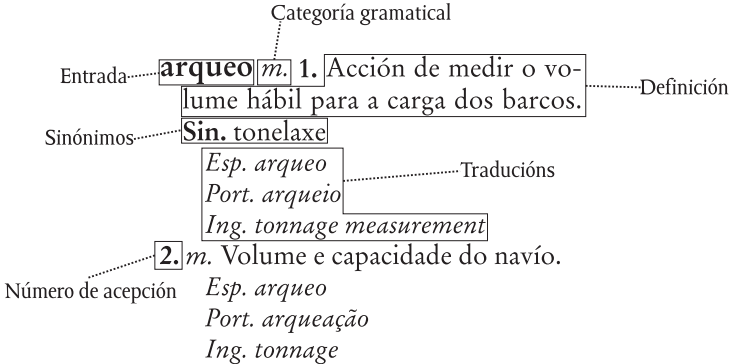 Categoría gramatical
Entrada
arqueo m. 1. Acción de medir o vo-
lume hábil para a carga dos barcos.
Definición
Sinónimos
Sin. tonelaxe
Esp. arqueo
Port. arqueio
Ing. tonnage measurement
Traducións
2. m. Volume e capacidade do navío.
Número de acepción
Esp. arqueo
Port. arqueação
Ing. tonnage